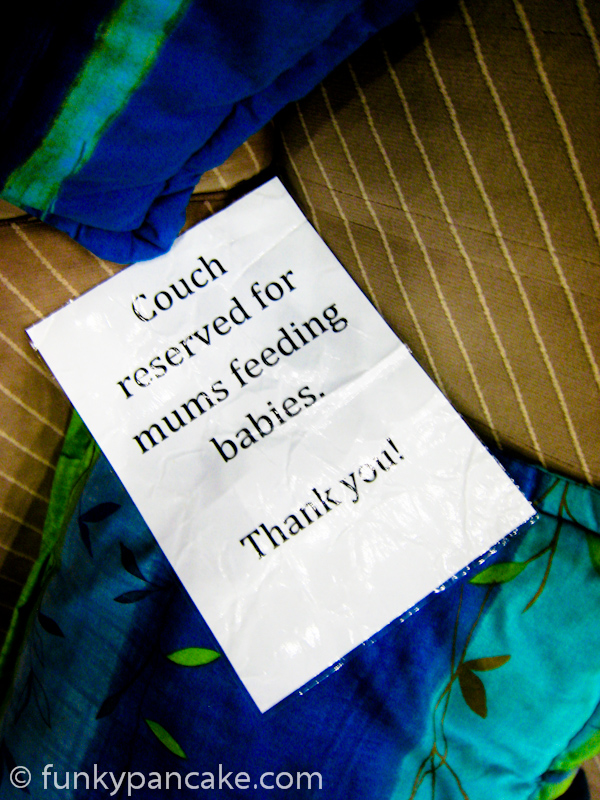 Couch
reserved for
mums feeding
babies.
Thank you!
© funkypancake.com